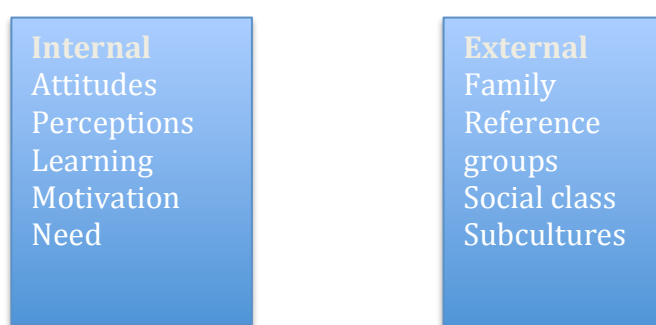 Internal
Attitudes
Perceptions
Learning
Motivation
Need
External
Family
Reference
groups
Social class
Subcultures